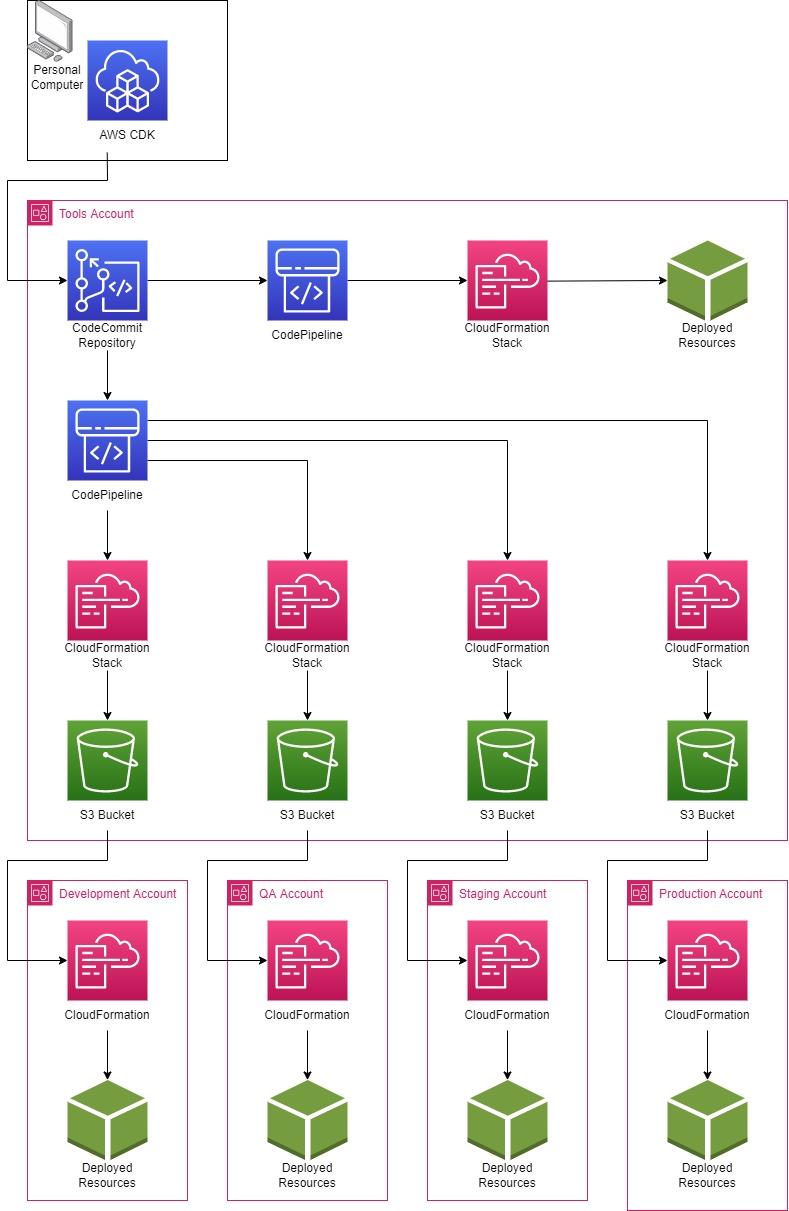 Personal
Computer
AWS CDK
Tools Account
CodeCommit
Repository
CodePipeline
CloudFormation
Stack
Deployed
Resources
CodePipeline
CloudFormation
Stack
CloudFormation
Stack
CloudFormation
Stack
CloudFormation
Stack
S3 Bucket
S3 Bucket
S3 Bucket
S3 Bucket
Development Account
CloudFormation
Deployed
Resources
QA Account
CloudFormation
Deployed
Resources
Staging Account
CloudFormation
Deployed
Resources
Production Account
CloudFormation
Deployed
Resources